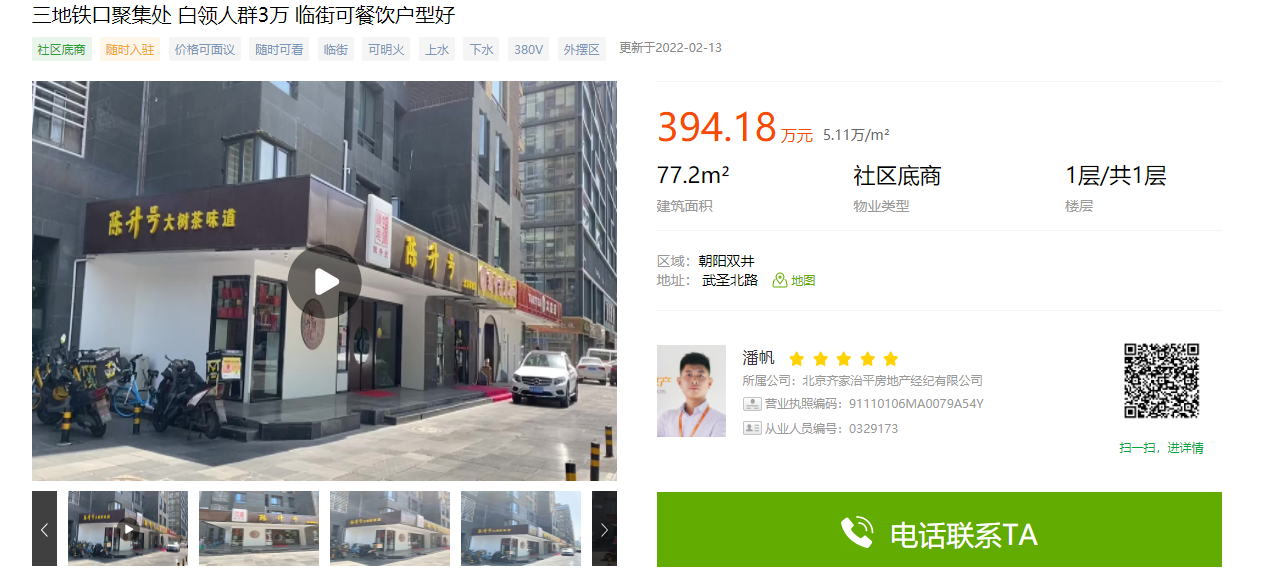 三地铁口聚集处 白领人群3万 临街可餐饮户型好
社区底商 随时入驻 价格可面议 随时可看 临街 可明火 上水 下水 380V 外摆区 更新于2022-02-13
陈升号大树茶味道
陈升号
394.18 万元 5.11万/m²
77.2m² 社区底商 1层/共1层
建筑面积 物业类型 楼层
区域： 朝阳双井
地址： 武圣北路 地图
潘帆
所属公司：北京齐家治平房地产经纪有限公司
营业执照编码：91110106MA0079A54Y
从业人员编号：0329173
扫一扫，进详情
电话联系TA